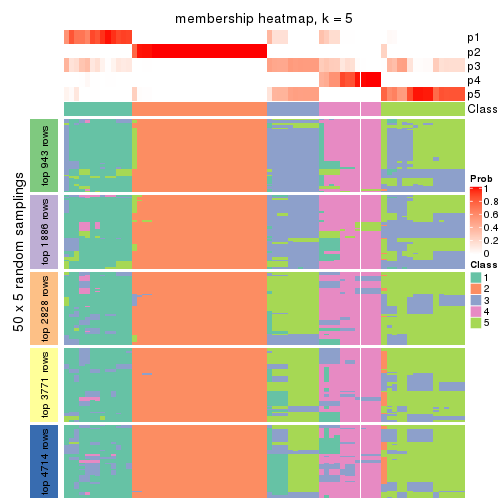 membership heatmap, k = 5
p1
p2
p3
p4
p5
Class
50 x 5 random samplings
top 943 rows
top 1886 rows
top 2828 rows
top 3771 rows
top 4714 rows
Prob
1
0.8
0.6
0.4
0.2
0
Class
1
2
3
4
5